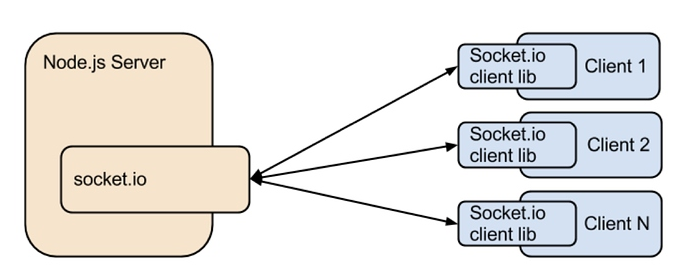 Node.js Server
socket.io
Socket.io
client lib
Client 1
Socket.io
client lib
Client 2
Socket.io
client lib
Client N